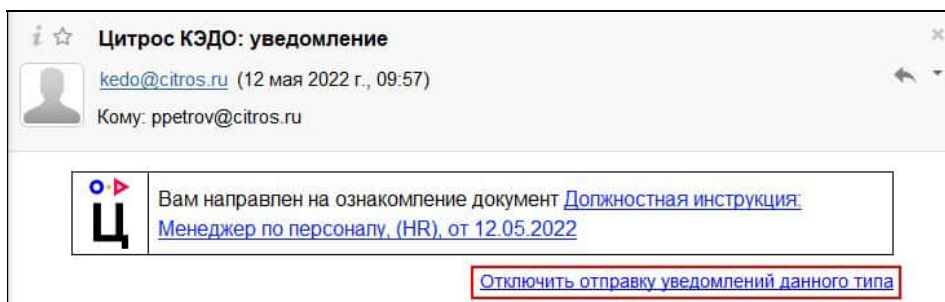 Цитрос КЭДО: уведомление
kedo@citros.ru (12 мая 2022 г., 09:57)
Кому: ppetrov@citros.ru
Ц
Вам направлен на ознакомление документ Должностная инструкция:
Менеджер по персоналу, (HR), от 12.05.2022
Отключить отправку уведомлений данного типа